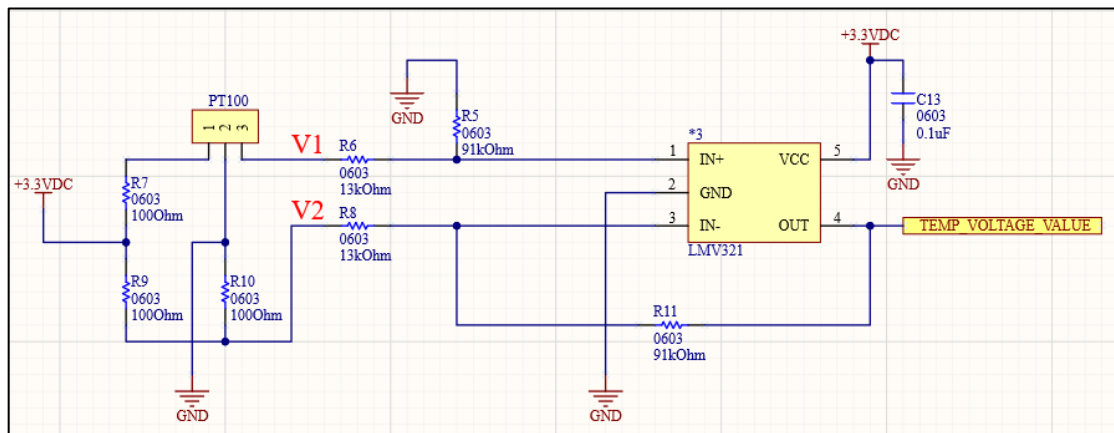 +3.3VDC
PT100
1 2 3
GND
R5
0603
91kOhm
C13
0603
0.1uF
GND
V1
R6
0603
13kOhm
*3
1 IN+ VCC 5
2 GND
3 IN- OUT 4
LMV321
TEMP_VOLTAGE_VALUE
+3.3VDC
R7
0603
100Ohm
V2
R8
0603
13kOhm
R9
0603
100Ohm
R10
0603
100Ohm
R11
0603
91kOhm
GND
GND